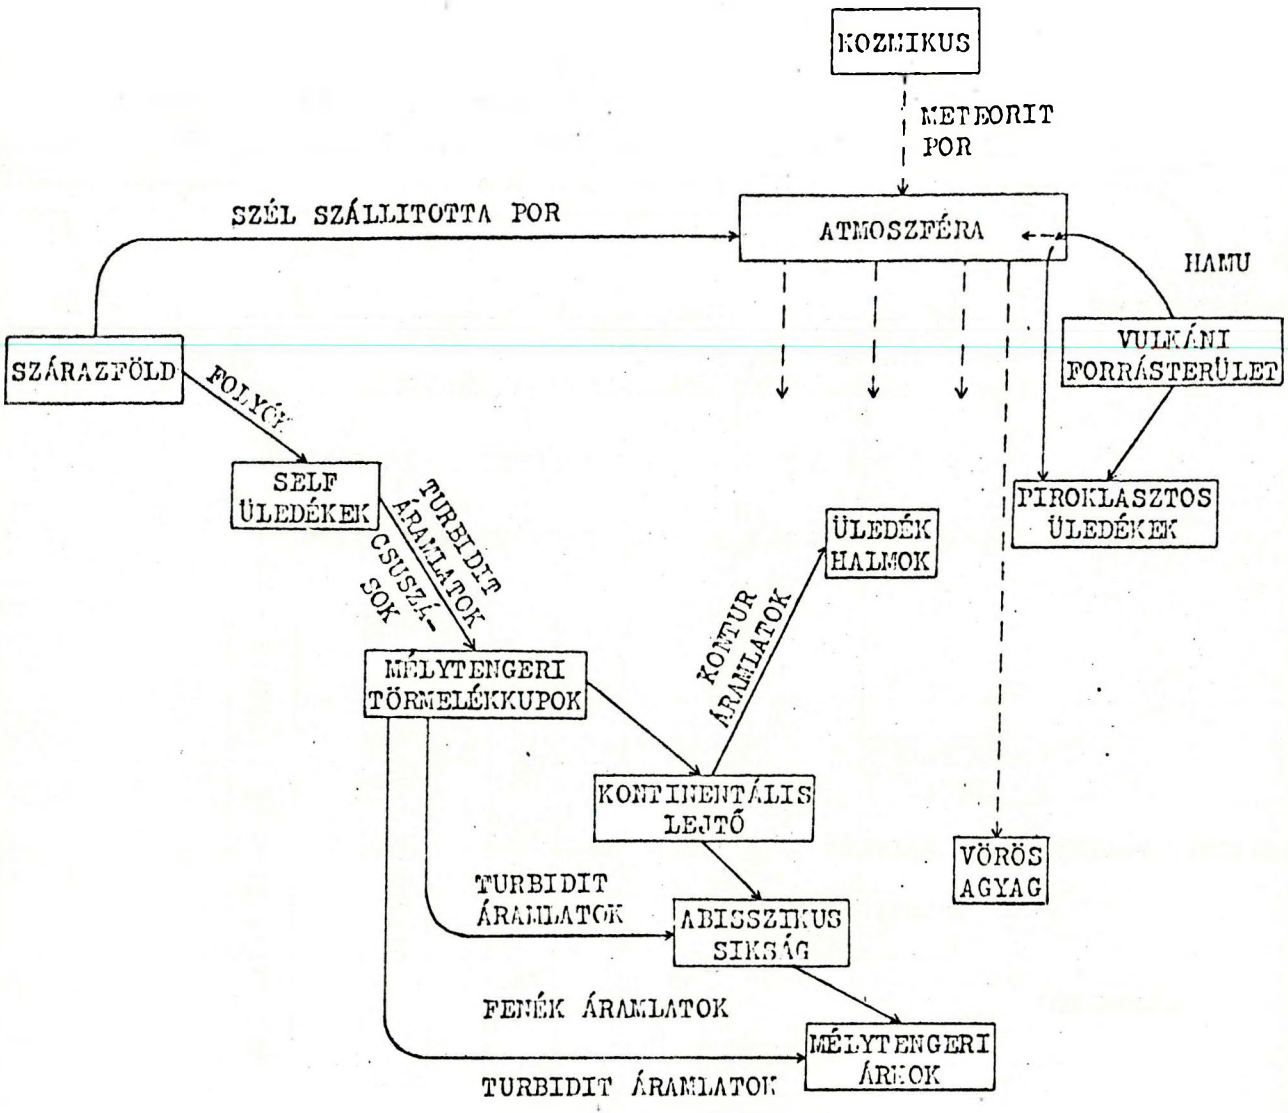 KOZMIKUS
METEORIT
POR
SZÉL SZÁLLITOTTA POR
ATMOSZFÉRA
HAMU
VULKÁNI
FORRÁSTERÜLET
SZÁRAZFÖLD
FOLYÓK
SELF
ÜLEDÉKEK
TURBIDIT
ÁRAMLATOK
CSUSZÁ-
SOK
PIROKLASZTOS
ÜLEDÉKEK
ÜLEDÉK
HALMOK
KONTUR
ÁRAMLATOK
MÉLYTENGERI
TÖRMELÉKKUPOK
KONTINENTÁLIS
LEJTŐ
VÖRÖS
AGYAG
TURBIDIT
ÁRAMLATOK
ABISSZIKUS
SIKSÁG
FENÉK ÁRAMLATOK
MÉLYTENGERI
ÁRKOK
TURBIDIT ÁRAMLATOK